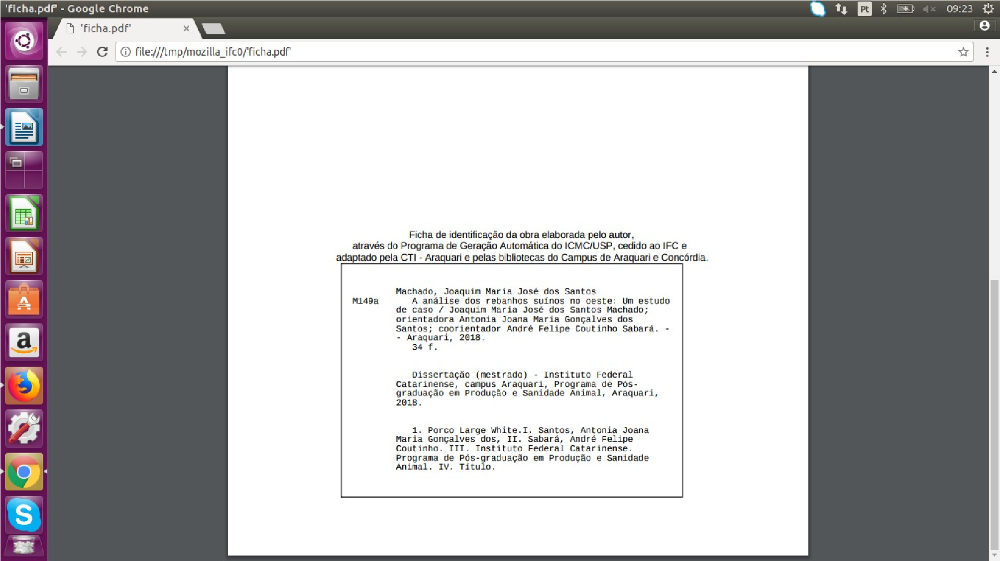 'ficha.pdf' - Google Chrome
Pt
09:23
'ficha.pdf'
file:///tmp/mozilla_ifc0/'ficha.pdf'
Ficha de identificação da obra elaborada pelo autor,
através do Programa de Geração Automática do ICMC/USP, cedido ao IFC e
adaptado pela CTI - Araquari e pelas bibliotecas do Campus de Araquari e Concórdia.
Machado, Joaquim Maria José dos Santos
M149a A análise dos rebanhos suínos no oeste: Um estudo
de caso / Joaquim Maria José dos Santos Machado;
orientadora Antonia Joana Maria Gonçalves dos
Santos; coorientador André Felipe Coutinho Sabará. -
- Araquari, 2018.
34 f.
Dissertação (mestrado) - Instituto Federal
Catarinense, campus Araquari, Programa de Pós-
graduação em Produção e Sanidade Animal, Araquari,
2018.
1. Porco Large White.I. Santos, Antonia Joana
Maria Gonçalves dos, II. Sabará, André Felipe
Coutinho. III. Instituto Federal Catarinense.
Programa de Pós-graduação em Produção e Sanidade
Animal. IV. Título.